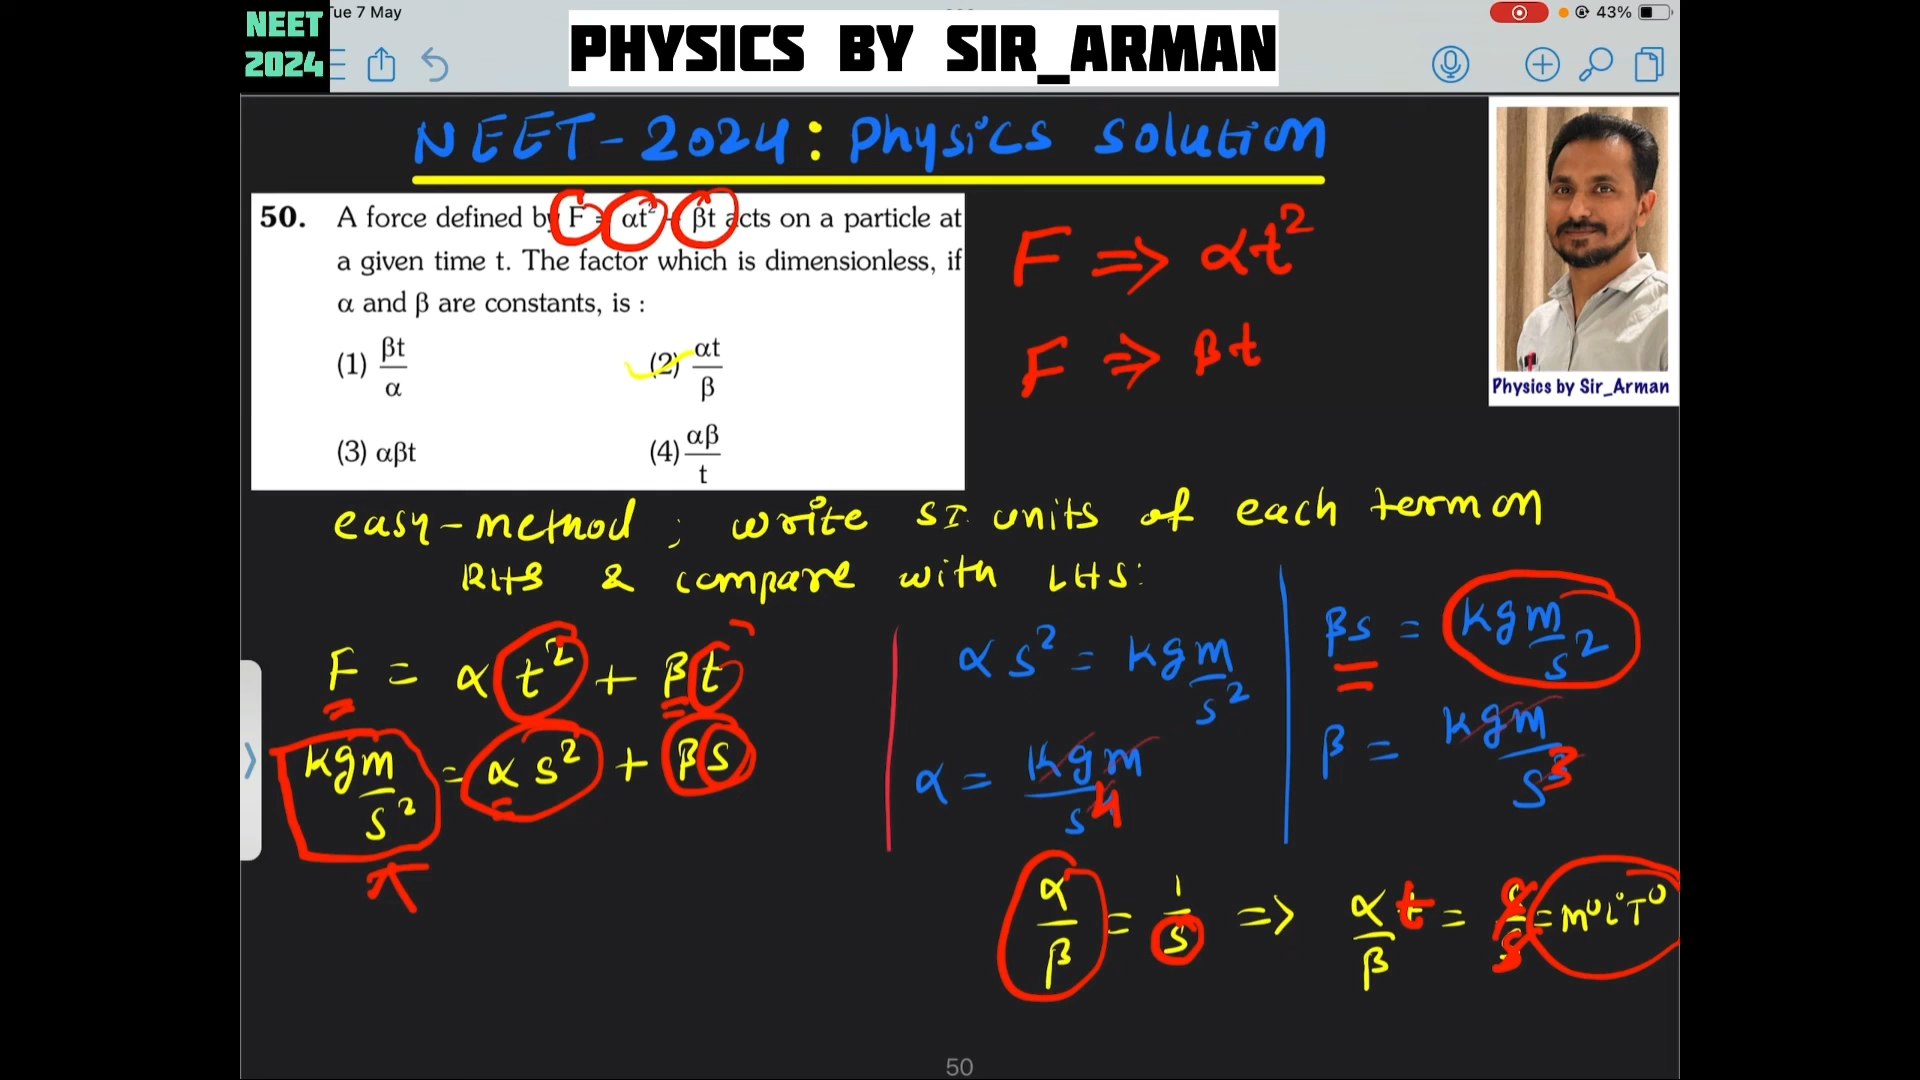 NEET
2024
Tue 7 May
43%
PHYSICS BY SIR_ARMAN
NEET-2024: Physics solution
50. A force defined by F = αt² + βt acts on a particle at
a given time t. The factor which is dimensionless, if
α and β are constants, is :
(1) βt/α
(2) αt/β
(3) αβt
(4) αβ/t
F ⇒ αt²
F ⇒ βt
Physics by Sir_Arman
easy-method ; write SI units of each term on
RHS & compare with LHS:
F = αt² + βt
kgm/s² = αs² + βs
αs² = kgm/s²
α = kgm/s⁴
βs = kgm/s²
β = kgm/s³
α/β = 1/s => αt/β = s/s = M⁰L⁰T⁰
50